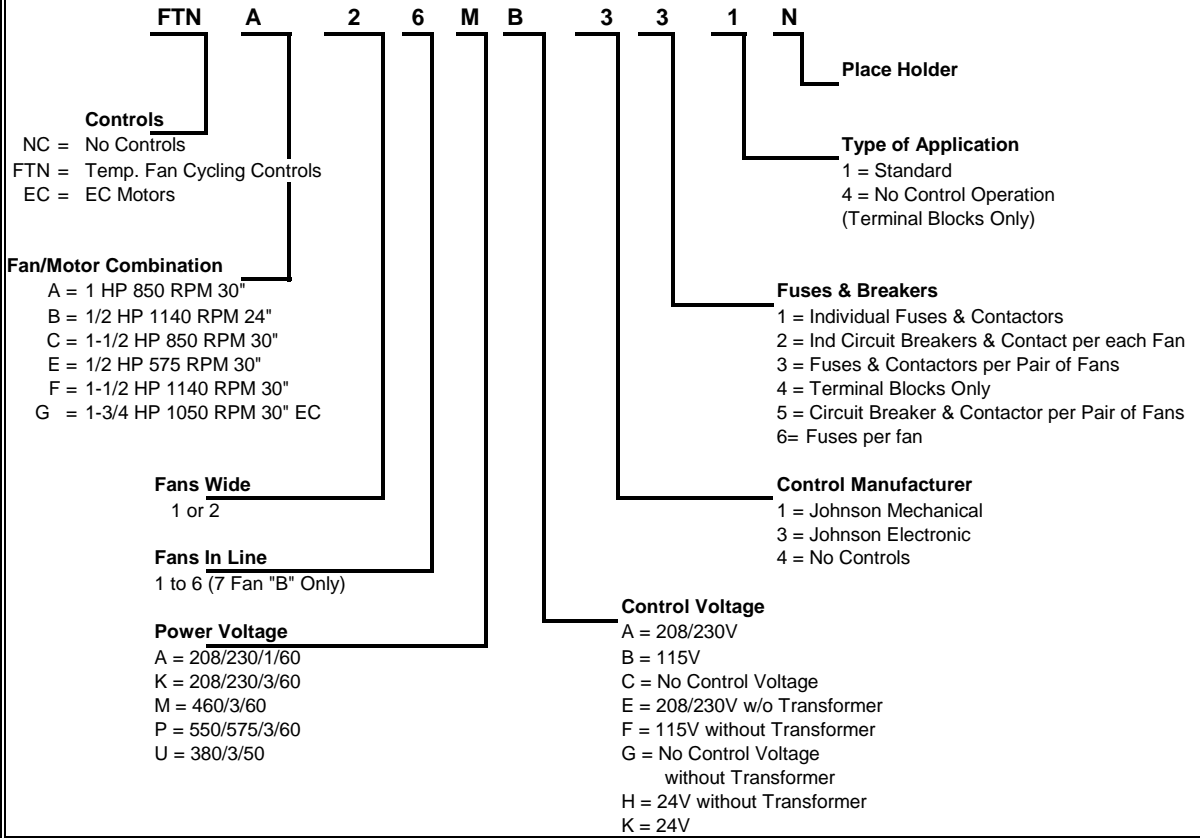 FTN A 2 6 M B 3 3 1 N
Place Holder
Controls
NC = No Controls
FTN = Temp. Fan Cycling Controls
EC = EC Motors
Type of Application
1 = Standard
4 = No Control Operation
(Terminal Blocks Only)
Fan/Motor Combination
A = 1 HP 850 RPM 30"
B = 1/2 HP 1140 RPM 24"
C = 1-1/2 HP 850 RPM 30"
E = 1/2 HP 575 RPM 30"
F = 1-1/2 HP 1140 RPM 30"
G = 1-3/4 HP 1050 RPM 30" EC
Fuses & Breakers
1 = Individual Fuses & Contactors
2 = Ind Circuit Breakers & Contact per each Fan
3 = Fuses & Contactors per Pair of Fans
4 = Terminal Blocks Only
5 = Circuit Breaker & Contactor per Pair of Fans
6= Fuses per fan
Fans Wide
1 or 2
Control Manufacturer
1 = Johnson Mechanical
3 = Johnson Electronic
4 = No Controls
Fans In Line
1 to 6 (7 Fan "B" Only)
Power Voltage
A = 208/230/1/60
K = 208/230/3/60
M = 460/3/60
P = 550/575/3/60
U = 380/3/50
Control Voltage
A = 208/230V
B = 115V
C = No Control Voltage
E = 208/230V w/o Transformer
F = 115V without Transformer
G = No Control Voltage
without Transformer
H = 24V without Transformer
K = 24V